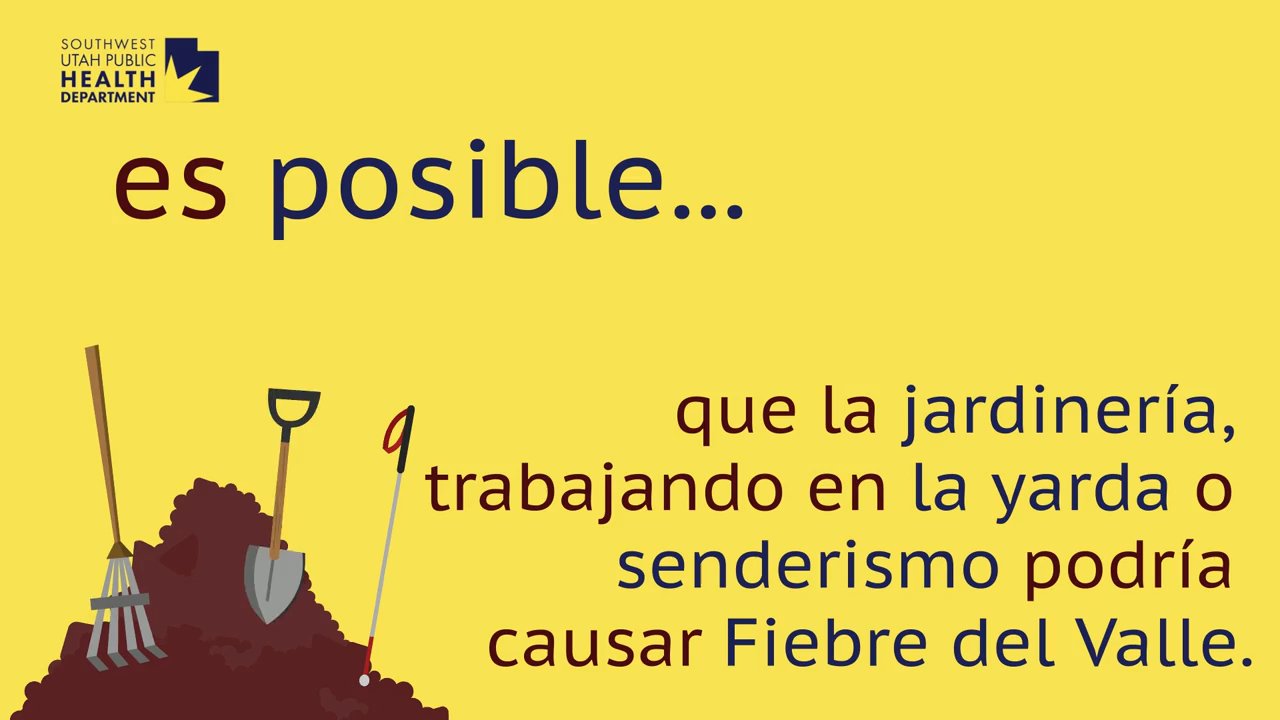 SOUTHWEST
UTAH PUBLIC
HEALTH
DEPARTMENT
es posible...
que la jardinería,
trabajando en la yarda o
senderismo podría
causar Fiebre del Valle.